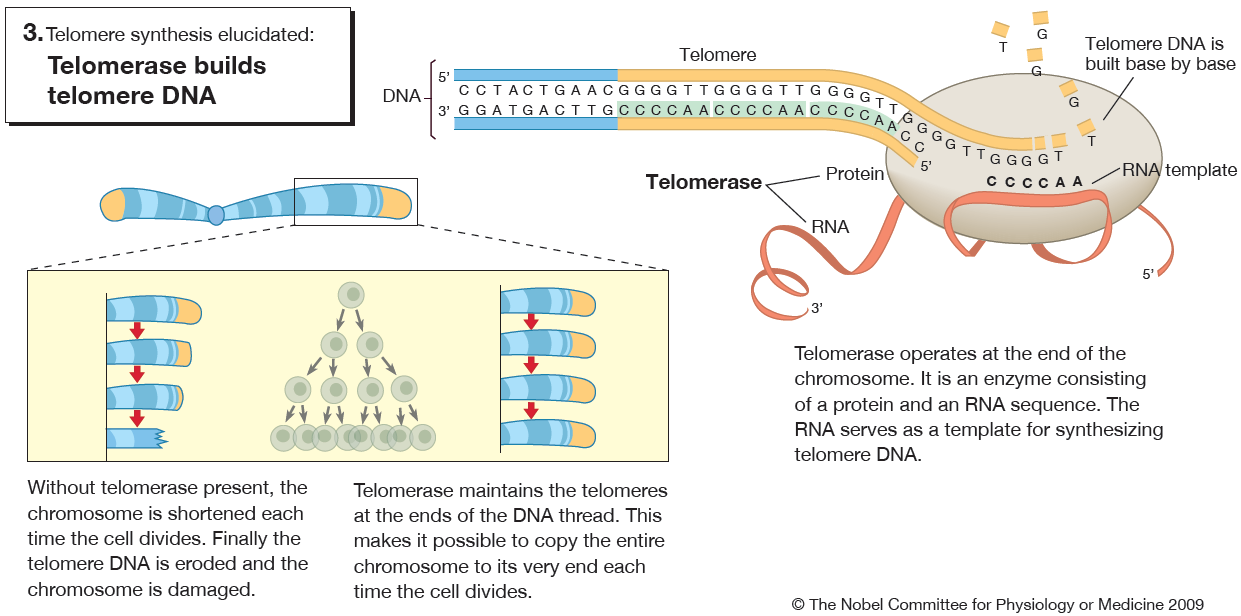 3. Telomere synthesis elucidated:
Telomerase builds
telomere DNA
Telomere
DNA
5'
CCTACTGAACGGGGTTGGGGTTGGGGTTGGGGTTGGGGT
3'
GGATGACTTGCCCCAACCCCAACCCCAACC
5'
T
G
G
G
T
Telomere DNA is
built base by base
CCCCAA
RNA template
Telomerase
Protein
RNA
3'
5'
Telomerase operates at the end of the
chromosome. It is an enzyme consisting
of a protein and an RNA sequence. The
RNA serves as a template for synthesizing
telomere DNA.
Without telomerase present, the
chromosome is shortened each
time the cell divides. Finally the
telomere DNA is eroded and the
chromosome is damaged.
Telomerase maintains the telomeres
at the ends of the DNA thread. This
makes it possible to copy the entire
chromosome to its very end each
time the cell divides.
© The Nobel Committee for Physiology or Medicine 2009